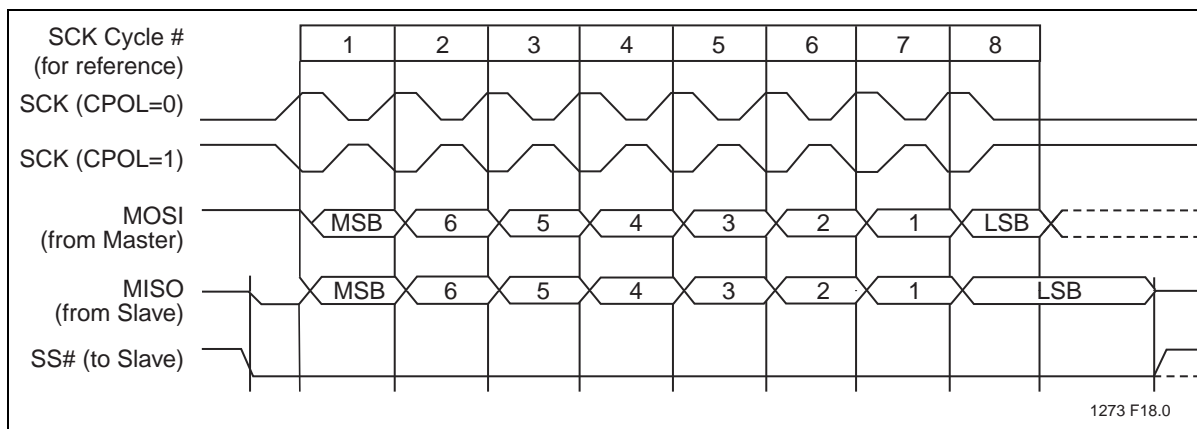 SCK Cycle #
(for reference)
1 2 3 4 5 6 7 8
SCK (CPOL=0)
SCK (CPOL=1)
MOSI
(from Master)
MSB 6 5 4 3 2 1 LSB
MISO
(from Slave)
MSB 6 5 4 3 2 1 LSB
SS# (to Slave)
1273 F18.0